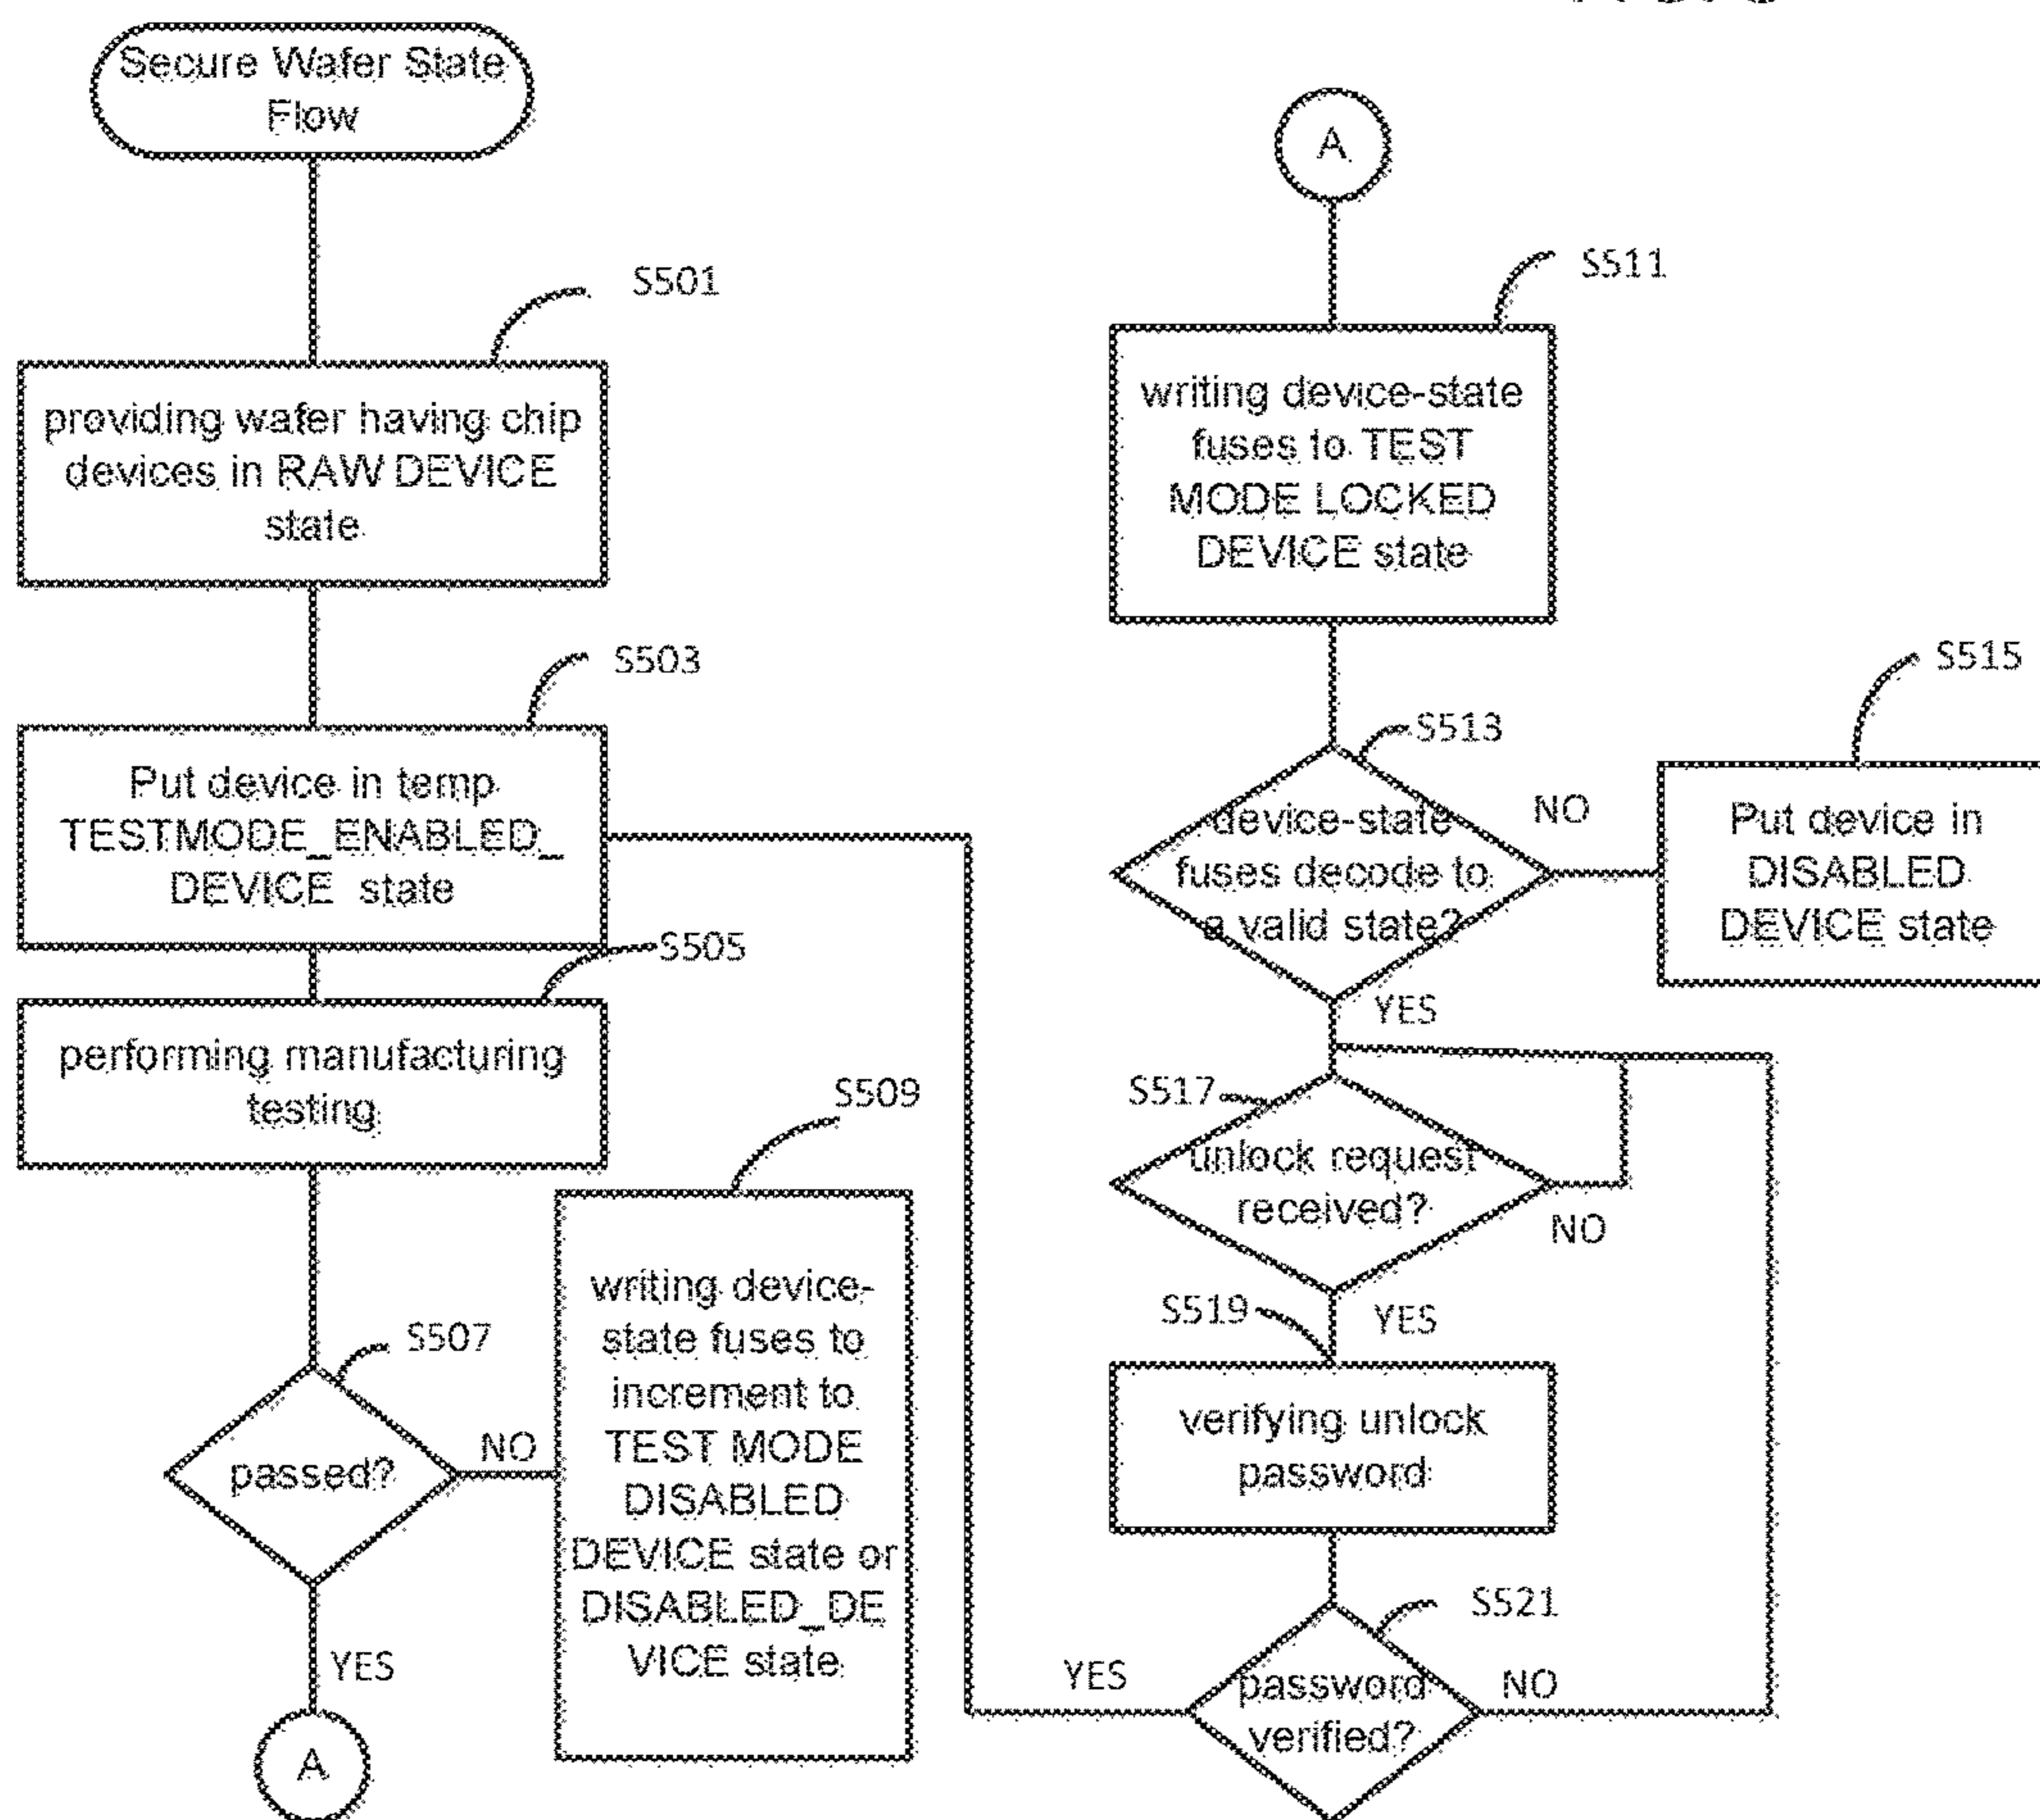 Secure Wafer State
Flow
S501
providing wafer having chip
devices in RAW DEVICE
state
S503
Put device in temp
TESTMODE_ENABLED_
DEVICE state
S505
performing manufacturing
testing
S507
passed?
NO
YES
A
S509
writing device-
state fuses to
increment to
TEST MODE
DISABLED
DEVICE state or
DISABLED_DE
VICE state
A
S511
writing device-state
fuses to TEST
MODE LOCKED
DEVICE state
S513
device-state
fuses decode to
a valid state?
NO
YES
S515
Put device in
DISABLED
DEVICE state
S517
unlock request
received?
NO
YES
S519
verifying unlock
password
S521
password
verified?
YES
NO